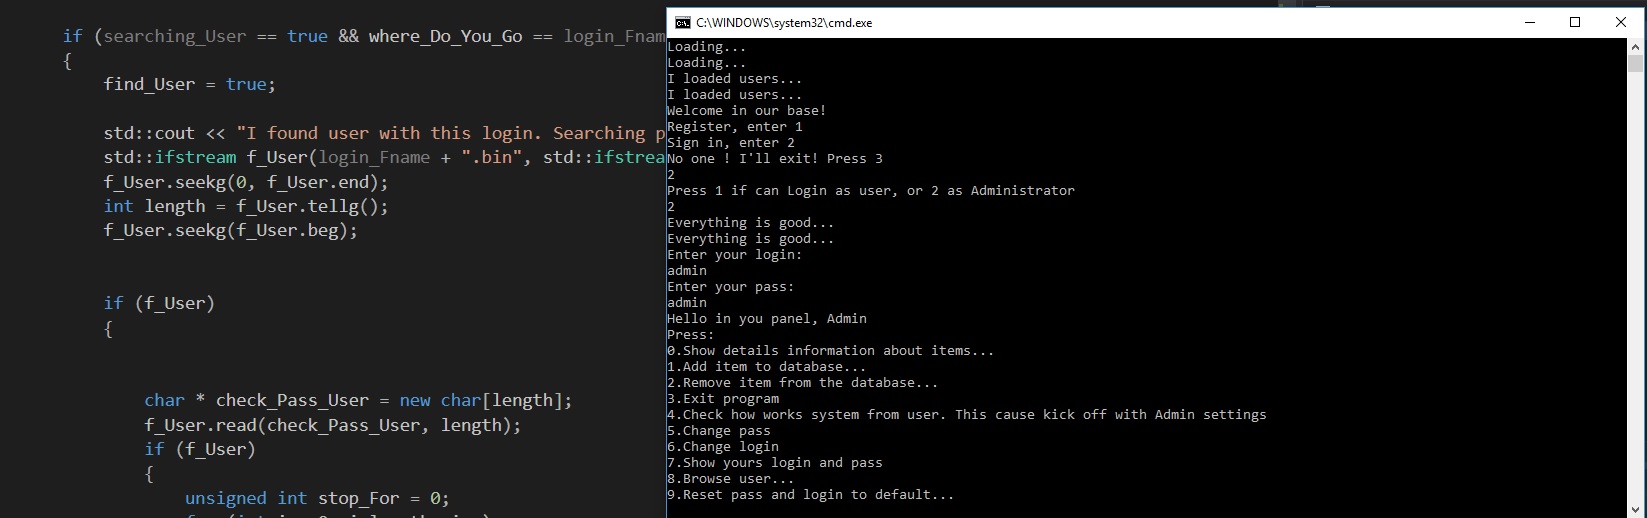 if (searching_User == true && where_Do_You_Go == login_Fnam
{
find_User = true;
std::cout << "I found user with this login. Searching p
std::ifstream f_User(login_Fname + ".bin", std::ifstrea
f_User.seekg(0, f_User.end);
int length = f_User.tellg();
f_User.seekg(f_User.beg);
if (f_User)
{
char * check_Pass_User = new char[length];
f_User.read(check_Pass_User, length);
if (f_User)
{
unsigned int stop_For = 0;
C:\WINDOWS\system32\cmd.exe
Loading...
Loading...
I loaded users...
I loaded users...
Welcome in our base!
Register, enter 1
Sign in, enter 2
No one ! I'll exit! Press 3
2
Press 1 if can Login as user, or 2 as Administrator
2
Everything is good...
Everything is good...
Enter your login:
admin
Enter your pass:
admin
Hello in you panel, Admin
Press:
0.Show details information about items...
1.Add item to database...
2.Remove item from the database...
3.Exit program
4.Check how works system from user. This cause kick off with Admin settings
5.Change pass
6.Change login
7.Show yours login and pass
8.Browse user...
9.Reset pass and login to default...